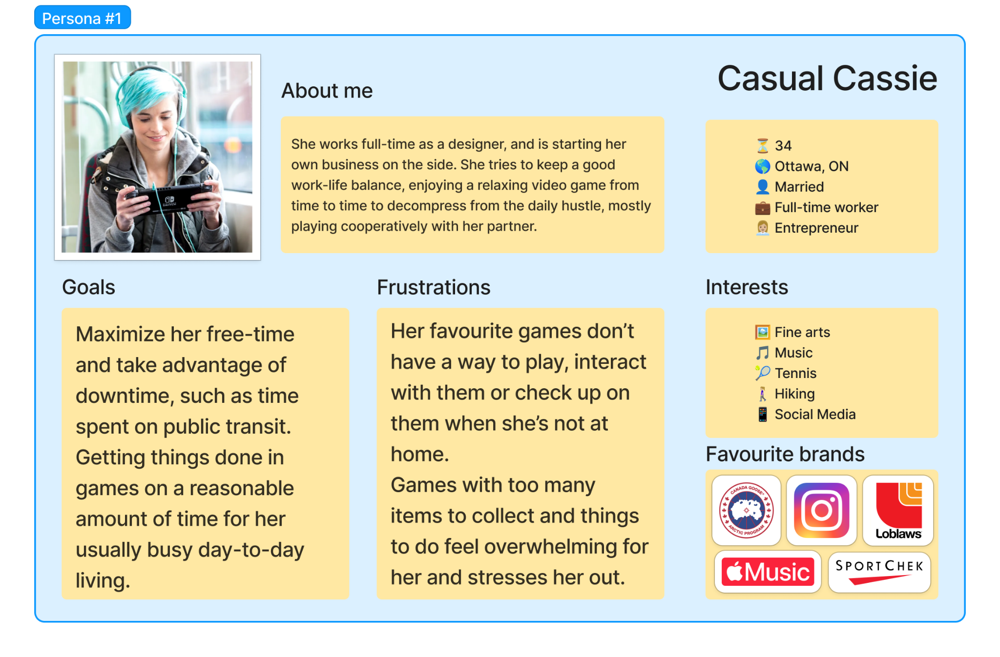 Persona #1
Casual Cassie
About me
She works full-time as a designer, and is starting her
own business on the side. She tries to keep a good
work-life balance, enjoying a relaxing video game from
time to time to decompress from the daily hustle, mostly
playing cooperatively with her partner.
34
Ottawa, ON
Married
Full-time worker
Entrepreneur
SWITCH
Goals
Maximize her free-time
and take advantage of
downtime, such as time
spent on public transit.
Getting things done in
games on a reasonable
amount of time for her
usually busy day-to-day
living.
Frustrations
Her favourite games don’t
have a way to play, interact
with them or check up on
them when she’s not at
home.
Games with too many
items to collect and things
to do feel overwhelming for
her and stresses her out.
Interests
Fine arts
Music
Tennis
Hiking
Social Media
Favourite brands
CANADA GOOSE®
ARCTIC PROGRAM
Loblaws
Music
SPORT CHEK